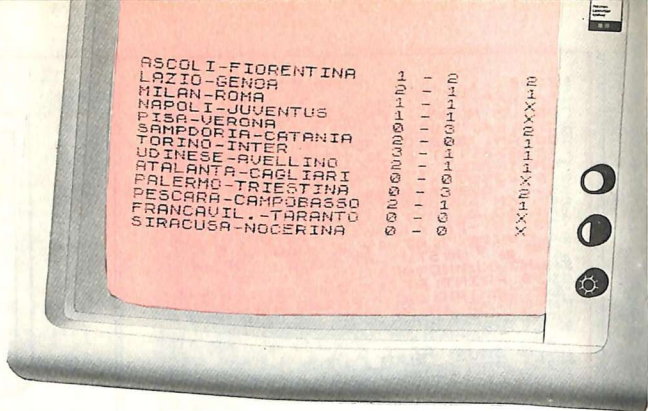 ASCOLI-FIORENTINA 1 - 2 2
LAZIO-GENOA 2 - 1 1
MILAN-ROMA 1 - 1 X
NAPOLI-JUVENTUS 1 - 1 X
PISA-VERONA 0 - 3 2
SAMPDORIA-CATANIA 2 - 0 1
TORINO-INTER 3 - 1 1
UDINESE-AVELLINO 2 - 1 1
ATALANTA-CAGLIARI 0 - 0 X
PALERMO-TRIESTINA 0 - 3 2
PESCARA-CAMPOBASSO 2 - 1 1
FRANCAVIL.-TARANTO 0 - 0 X
SIRACUSA-NOCERINA 0 - 0 X